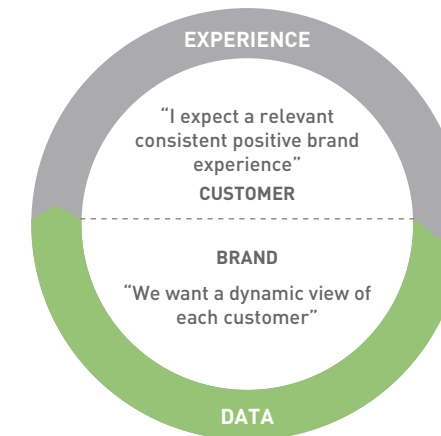 EXPERIENCE
“I expect a relevant
consistent positive brand
experience”
CUSTOMER
BRAND
“We want a dynamic view of
each customer”
DATA